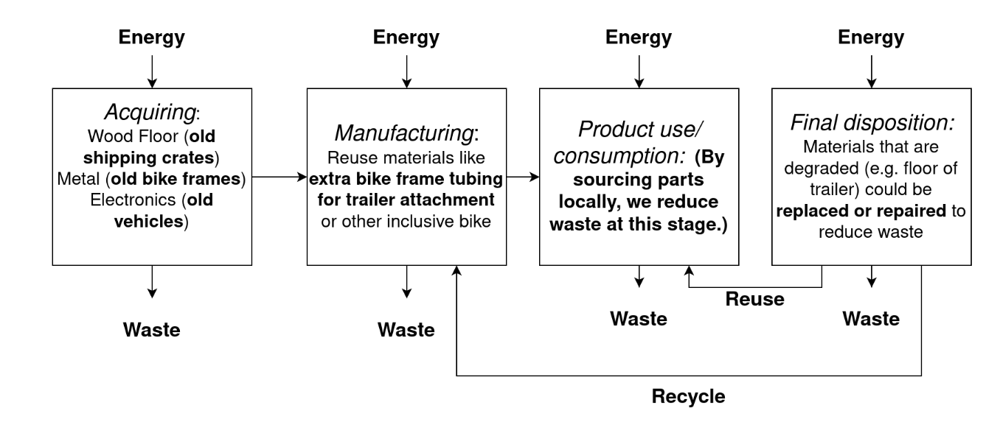 Energy
Energy
Energy
Energy
Acquiring:
Wood Floor (old
shipping crates)
Metal (old bike frames)
Electronics (old
vehicles)
Manufacturing:
Reuse materials like
extra bike frame tubing
for trailer attachment
or other inclusive bike
Product use/
consumption: (By
sourcing parts
locally, we reduce
waste at this stage.)
Final disposition:
Materials that are
degraded (e.g. floor of
trailer) could be
replaced or repaired to
reduce waste
Waste
Waste
Waste
Reuse
Waste
Recycle